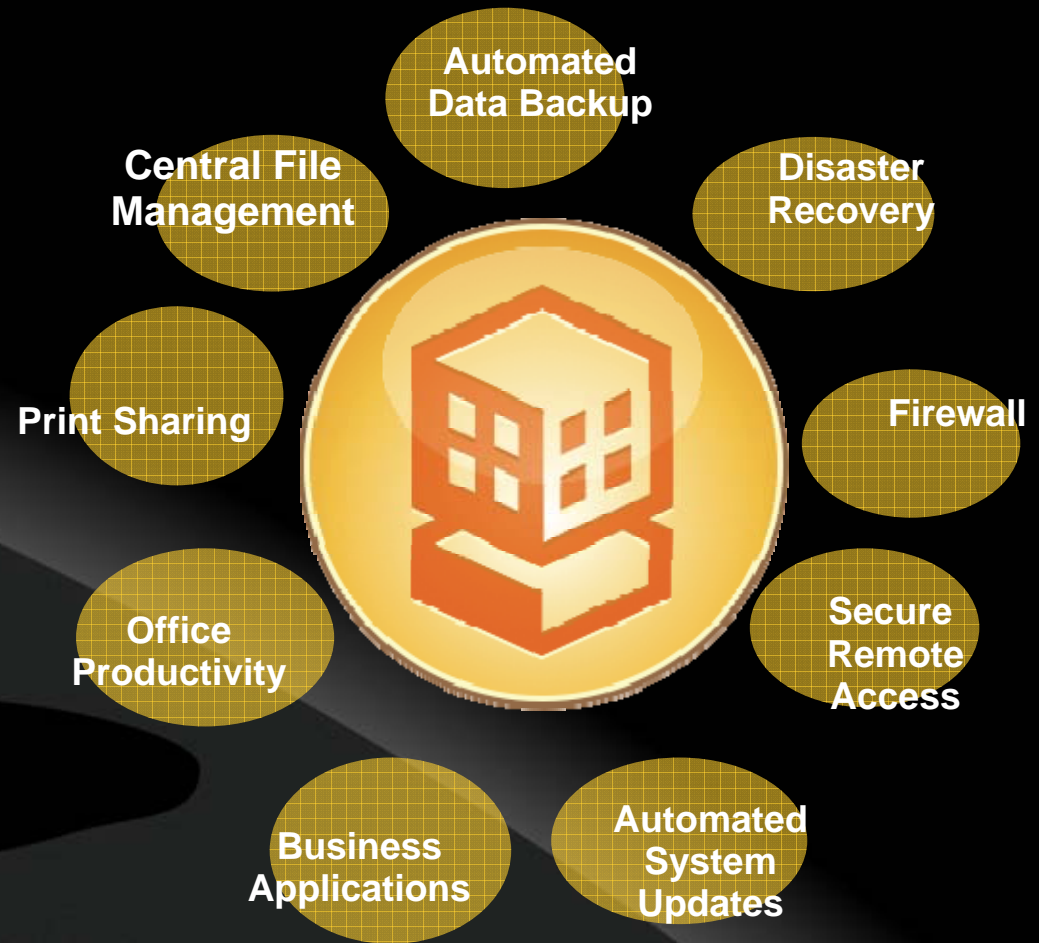 Automated
Data Backup
Central File
Management
Disaster
Recovery
Print Sharing
Firewall
Office
Productivity
Secure
Remote
Access
Business
Applications
Automated
System
Updates